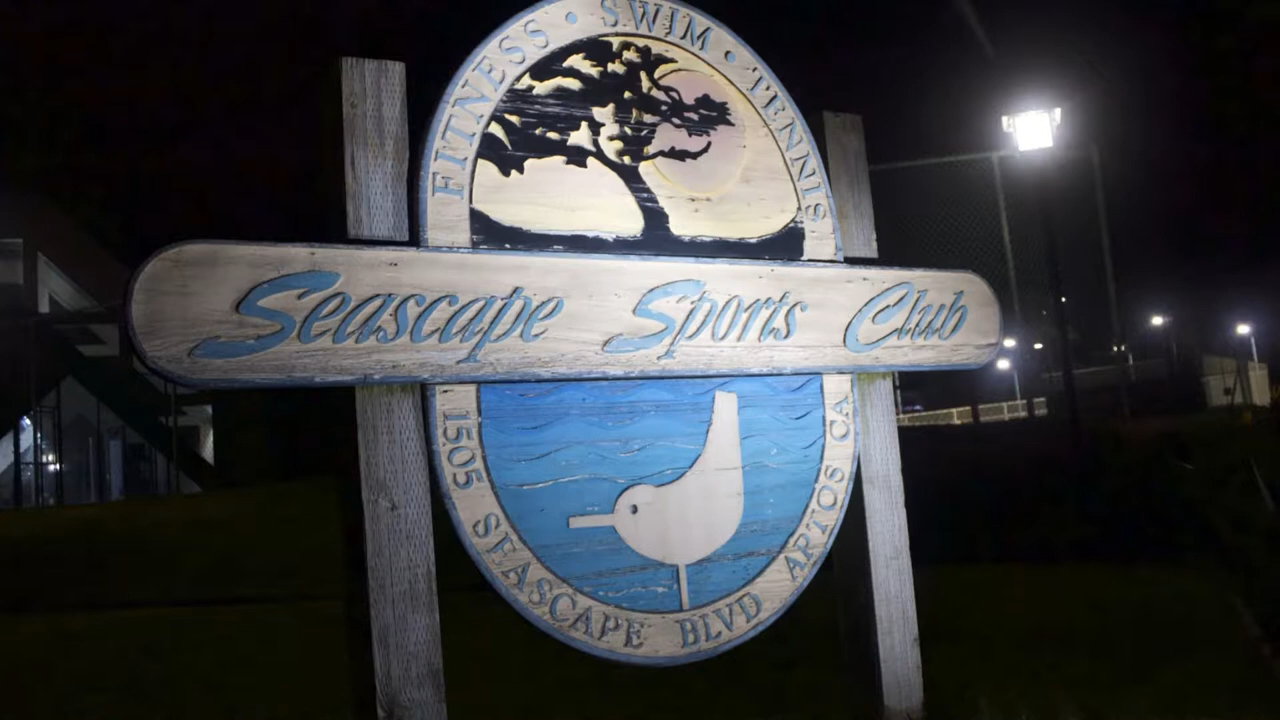 FITNESS • SWIM • TENNIS
Seascape Sports Club
1505 SEASCAPE BLVD APTOS CA